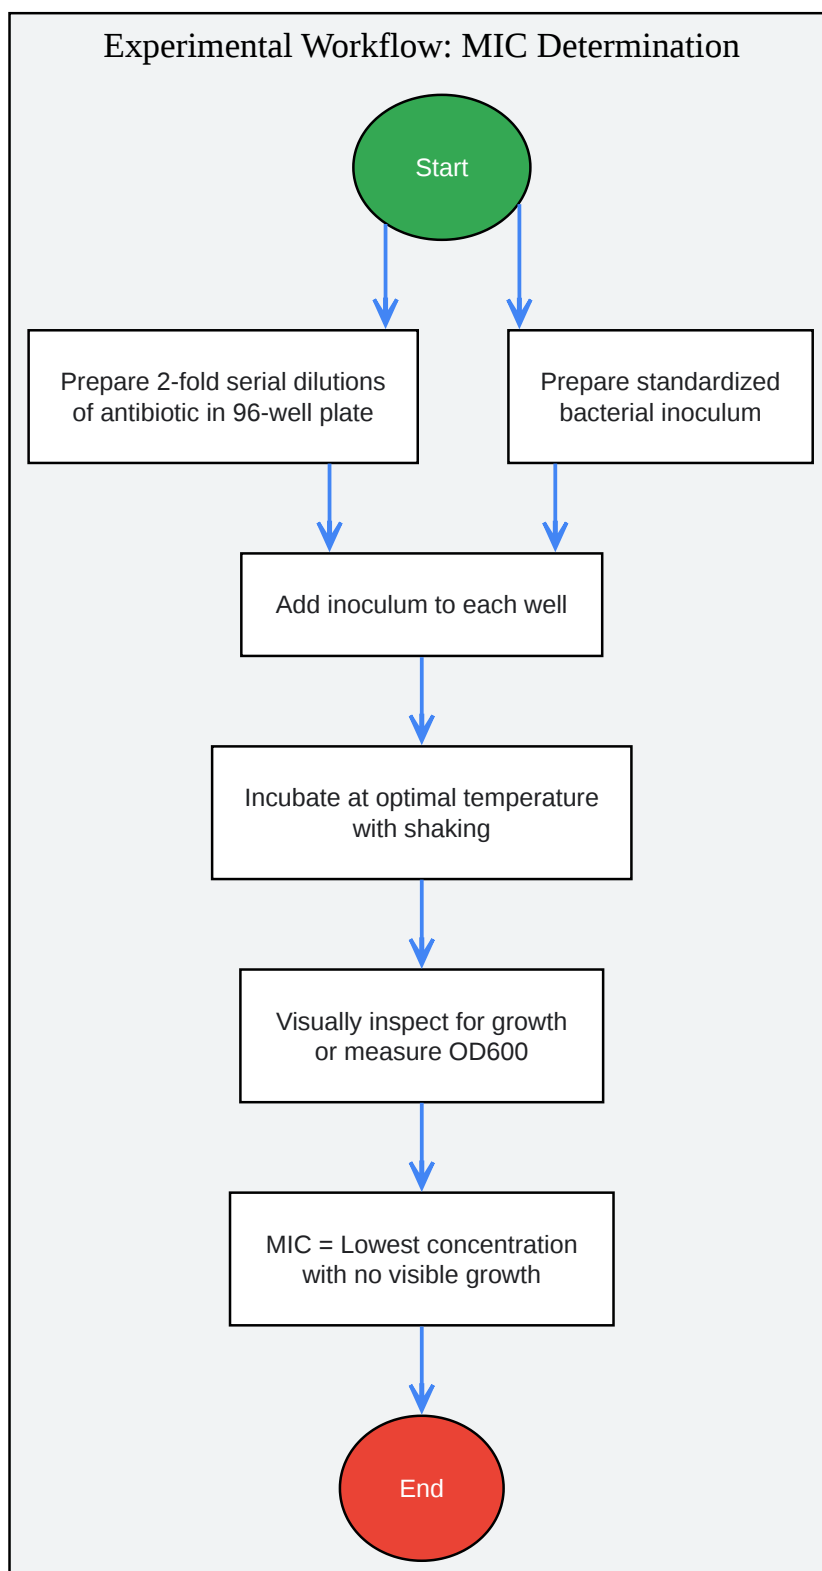 Experimental Workflow: MIC Determination
Start
Prepare 2-fold serial dilutions
of antibiotic in 96-well plate
Prepare standardized
bacterial inoculum
Add inoculum to each well
Incubate at optimal temperature
with shaking
Visually inspect for growth
or measure OD600
MIC = Lowest concentration
with no visible growth
End